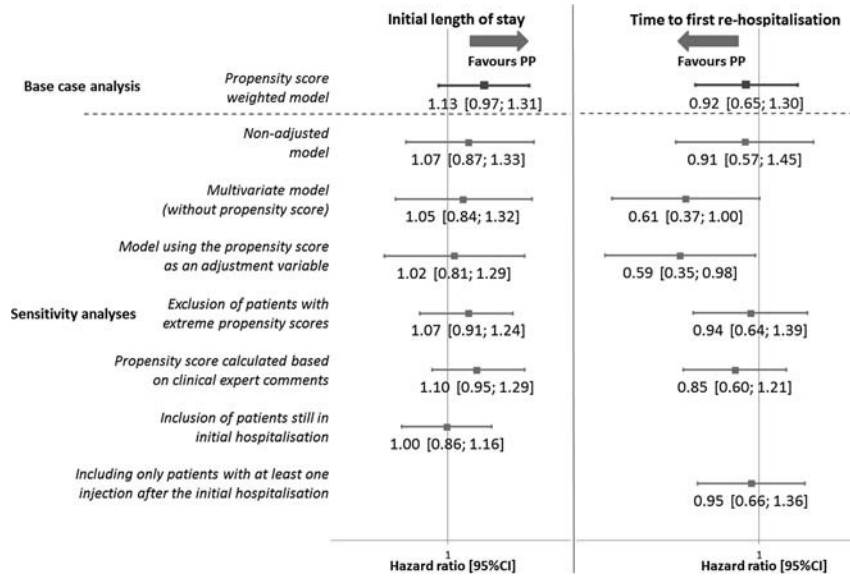 Initial length of stay
Time to first re-hospitalisation
Favours PP
Favours PP
Base case analysis
Propensity score
weighted model
1.13 [0.97; 1.31]
0.92 [0.65; 1.30]
Non-adjusted
model
1.07 [0.87; 1.33]
0.91 [0.57; 1.45]
Multivariate model
(without propensity score)
1.05 [0.84; 1.32]
0.61 [0.37; 1.00]
Model using the propensity score
as an adjustment variable
1.02 [0.81; 1.29]
0.59 [0.35; 0.98]
Sensitivity analyses
Exclusion of patients with
extreme propensity scores
1.07 [0.91; 1.24]
0.94 [0.64; 1.39]
Propensity score calculated based
on clinical expert comments
1.10 [0.95; 1.29]
0.85 [0.60; 1.21]
Inclusion of patients still in
initial hospitalisation
1.00 [0.86; 1.16]
Including only patients with at least one
injection after the initial hospitalisation
0.95 [0.66; 1.36]
1
1
Hazard ratio [95%CI]
Hazard ratio [95%CI]